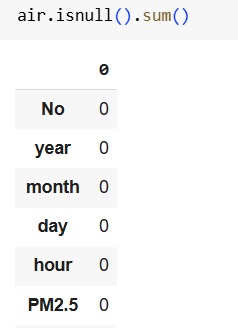 air.isnull().sum()
0
No 0
year 0
month 0
day 0
hour 0
PM2.5 0